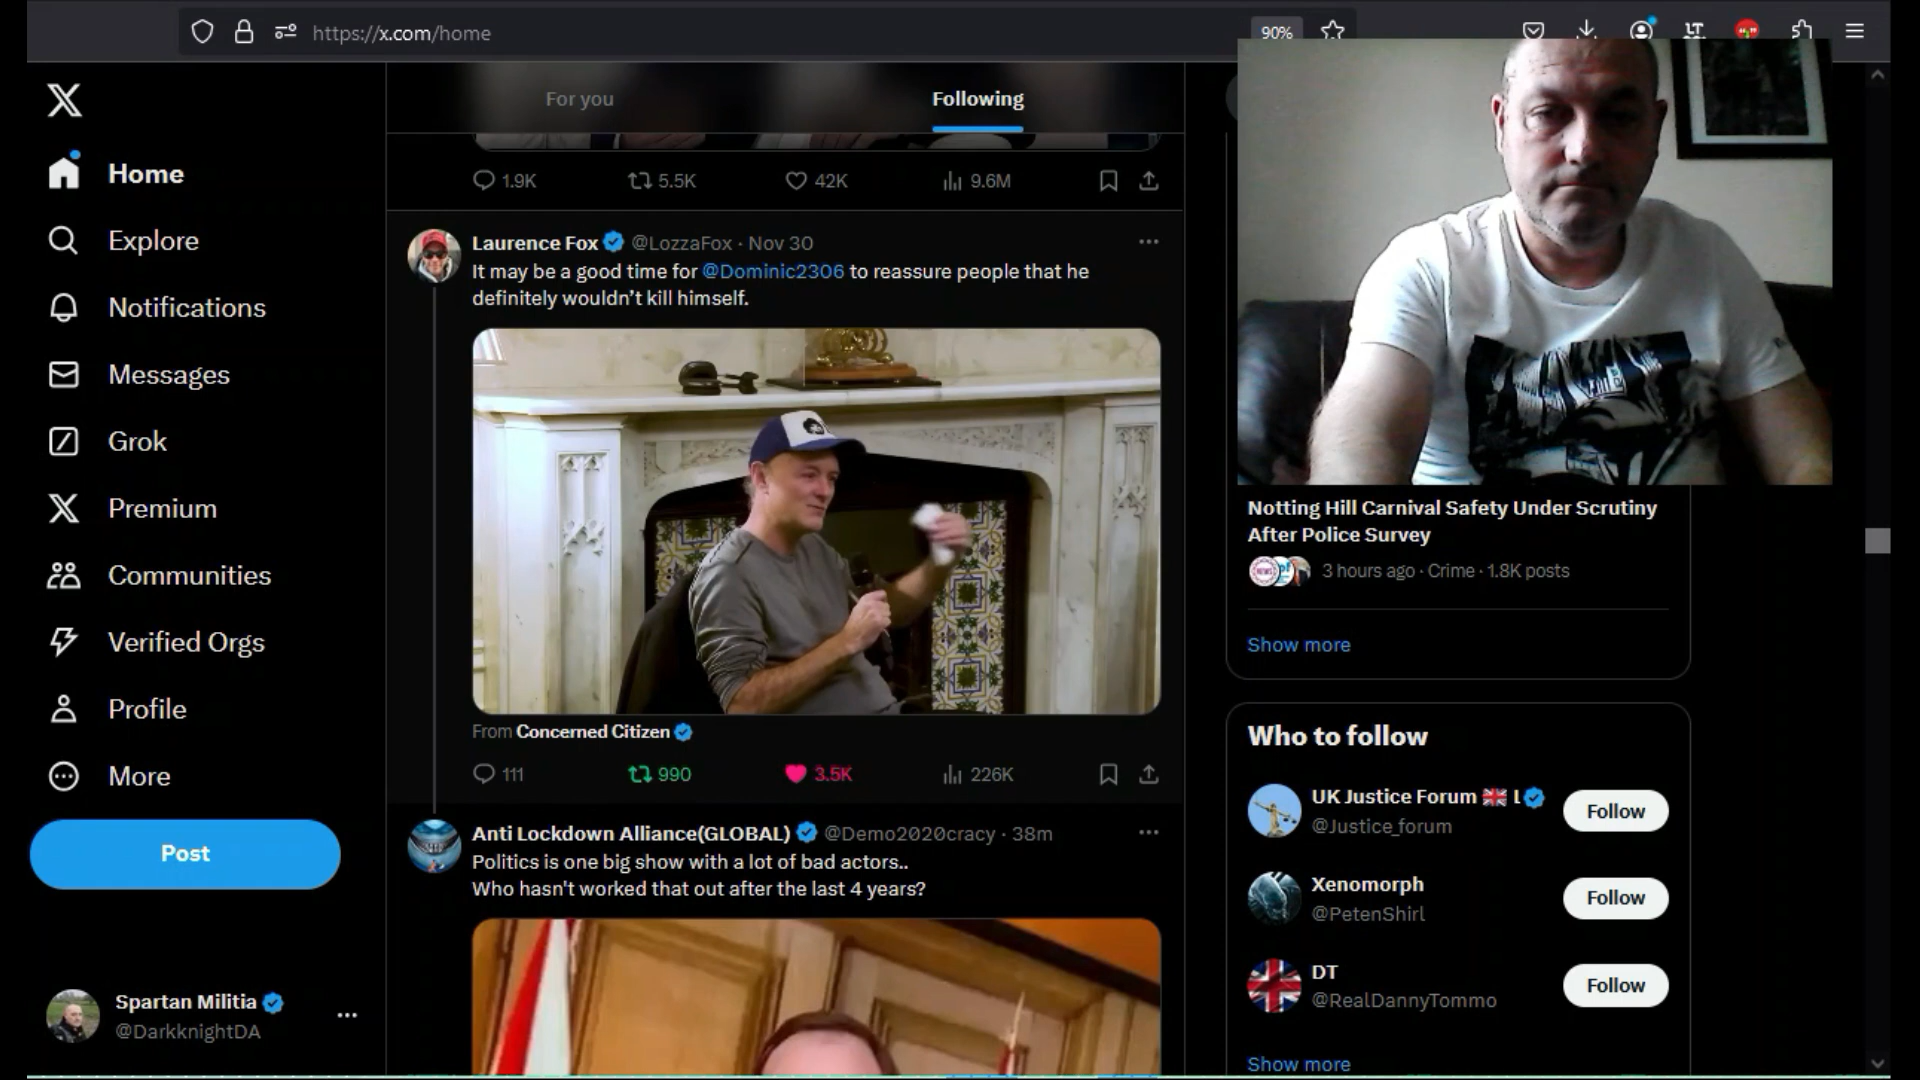 https://x.com/home
90%
Home
Explore
Notifications
Messages
Grok
Premium
Communities
Verified Orgs
Profile
More
Post
Spartan Militia
@DarkknightDA
For you
Following
1.9K 5.5K 42K 9.6M
Laurence Fox @LozzaFox · Nov 30
It may be a good time for @Dominic2306 to reassure people that he
definitely wouldn’t kill himself.
From Concerned Citizen
111 990 3.5K 226K
Anti Lockdown Alliance(GLOBAL) @Demo2020cracy · 38m
Politics is one big show with a lot of bad actors..
Who hasn't worked that out after the last 4 years?
Notting Hill Carnival Safety Under Scrutiny
After Police Survey
3 hours ago · Crime · 1.8K posts
Show more
Who to follow
UK Justice Forum 🇬🇧 L
@Justice_forum
Follow
Xenomorph
@PetenShirl
Follow
DT
@RealDannyTommo
Follow
Show more